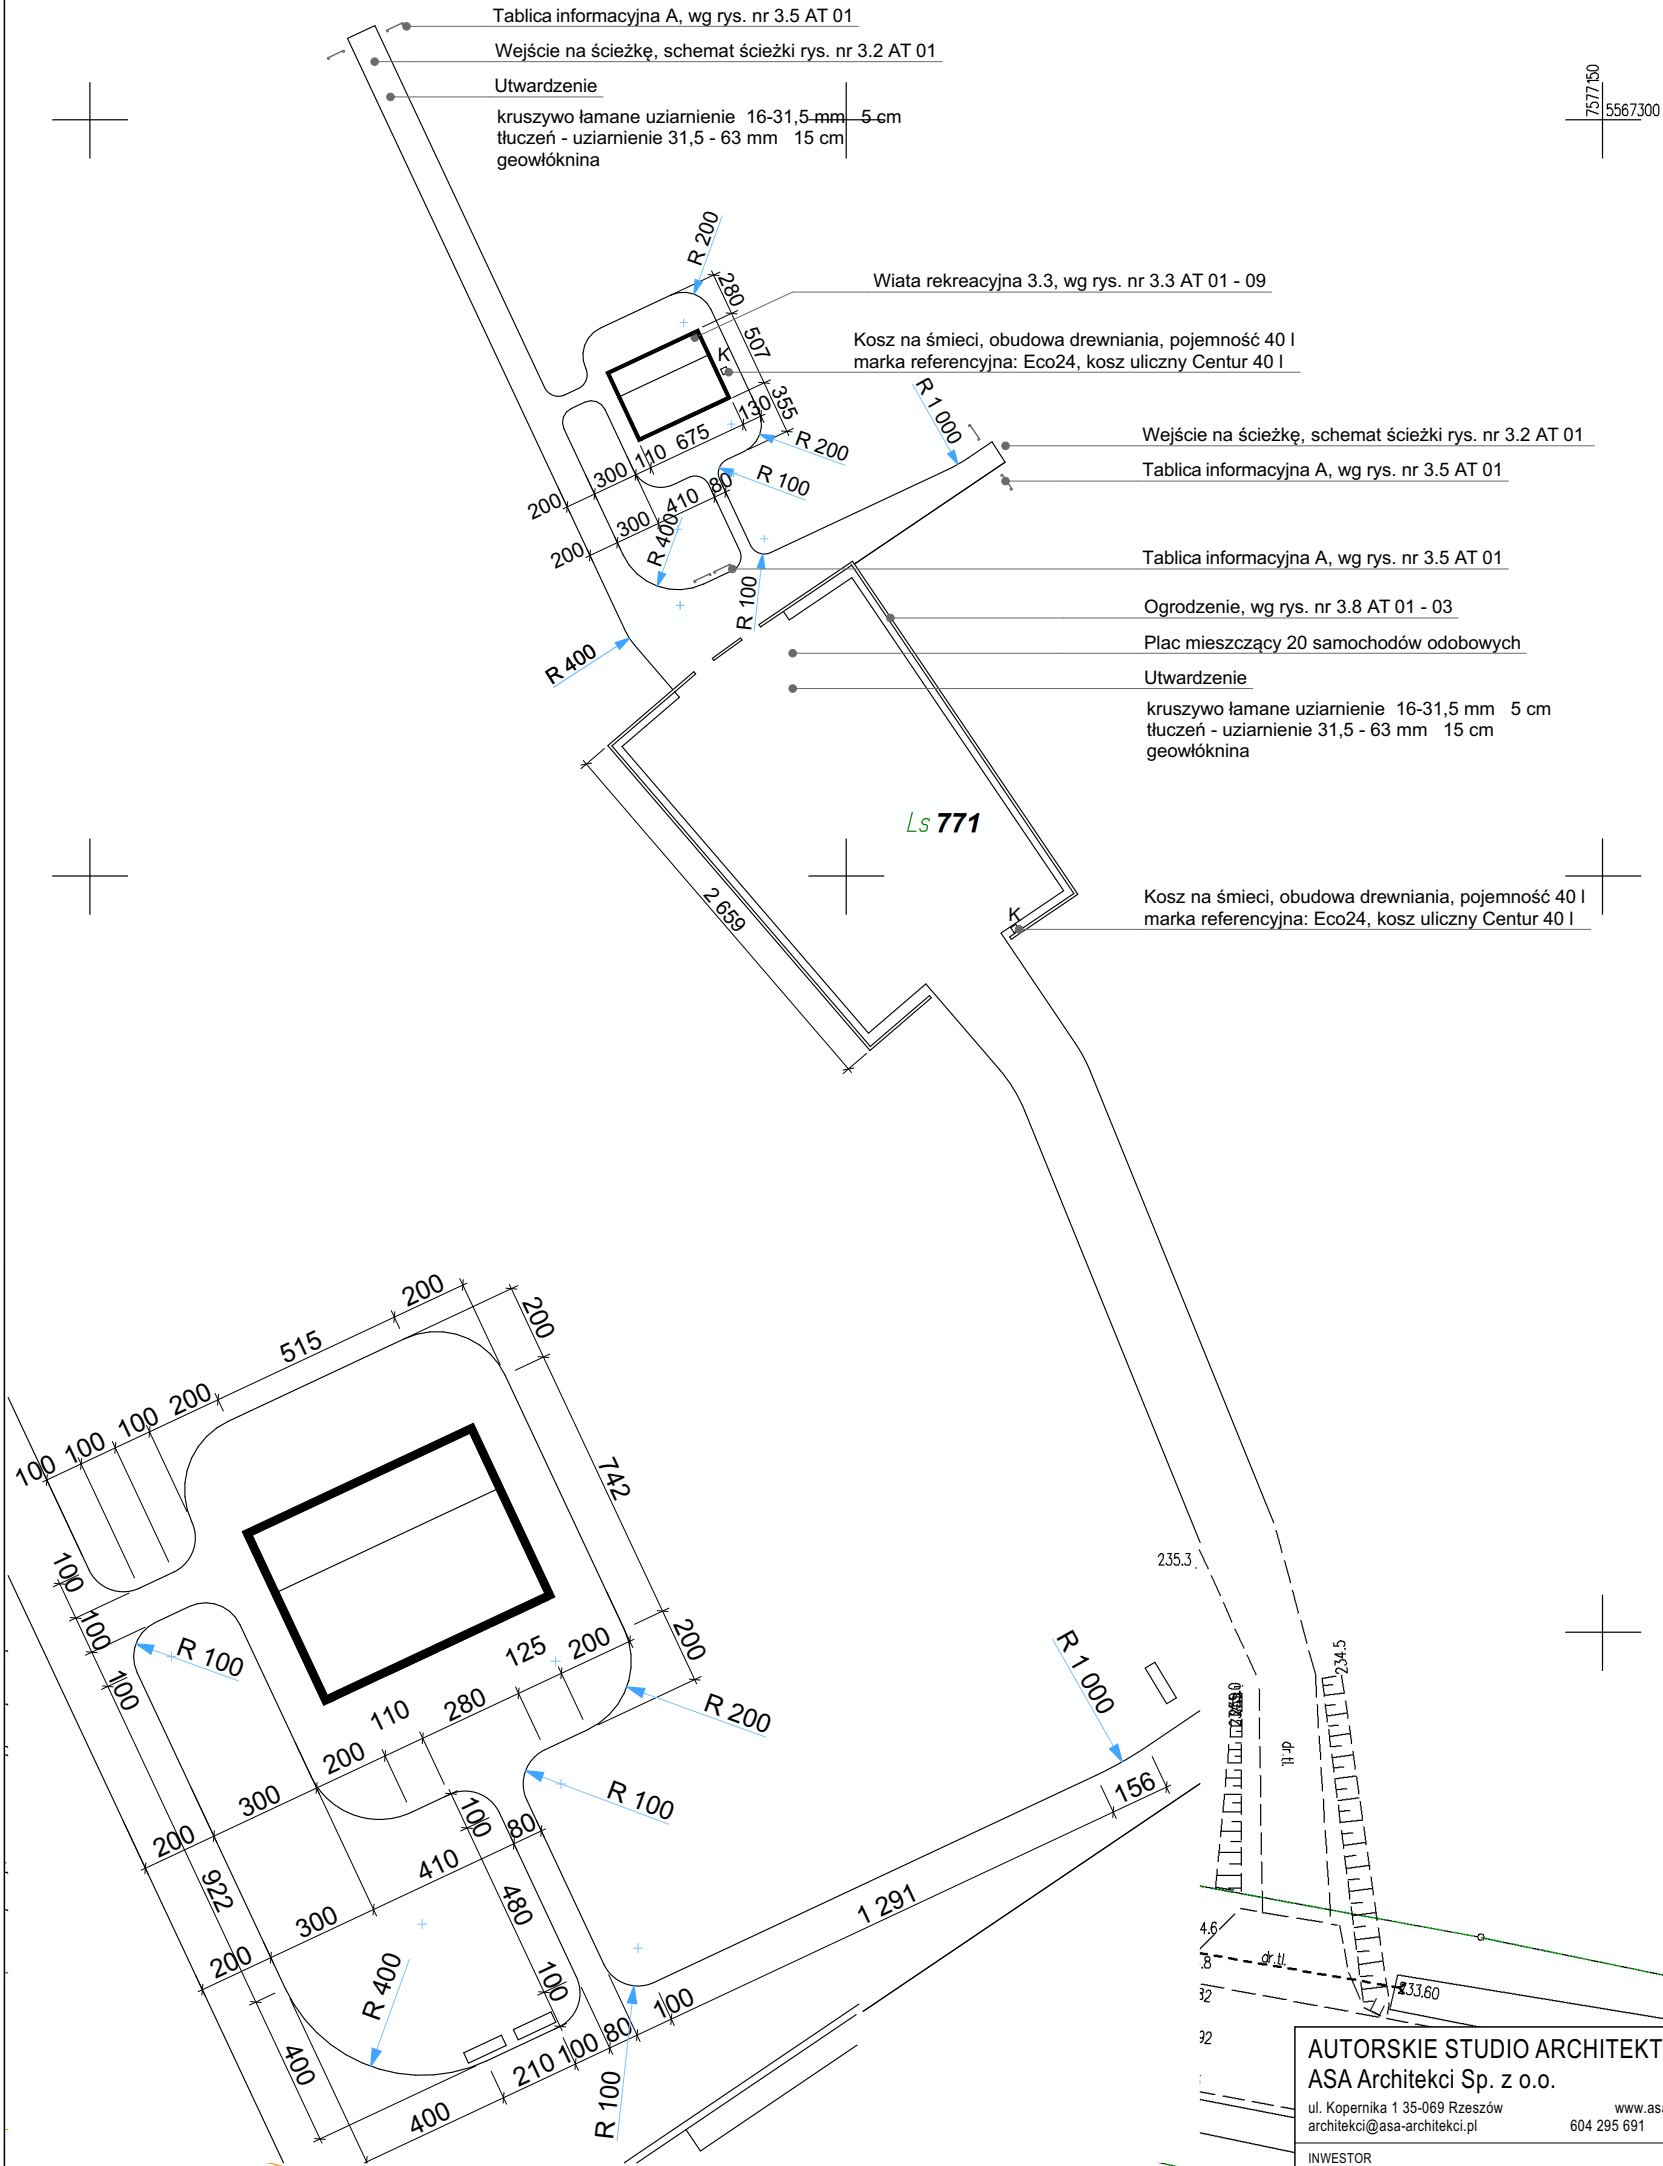 Tablica informacyjna A, wg rys. nr 3.5 AT 01
Wejście na ścieżkę, schemat ścieżki rys. nr 3.2 AT 01
Utwardzenie
kruszywo łamane uziarnienie 16-31,5 mm 5 cm
tłuczeń - uziarnienie 31,5 - 63 mm 15 cm
geowłóknina
7577150
5567300
R 200
280
507
355
Wiata rekreacyjna 3.3, wg rys. nr 3.3 AT 01 - 09
Kosz na śmieci, obudowa drewniania, pojemność 40 l
marka referencyjna: Eco24, kosz uliczny Centur 40 l
K
130
675
110
300
200
R 200
R 100
80
410
300
200
R 400
R 1 000
Wejście na ścieżkę, schemat ścieżki rys. nr 3.2 AT 01
Tablica informacyjna A, wg rys. nr 3.5 AT 01
Tablica informacyjna A, wg rys. nr 3.5 AT 01
R 100
R 400
Ogrodzenie, wg rys. nr 3.8 AT 01 - 03
Plac mieszczący 20 samochodów odobowych
Utwardzenie
kruszywo łamane uziarnienie 16-31,5 mm 5 cm
tłuczeń - uziarnienie 31,5 - 63 mm 15 cm
geowłóknina
Ls 771
2 659
K
Kosz na śmieci, obudowa drewniania, pojemność 40 l
marka referencyjna: Eco24, kosz uliczny Centur 40 l
200
515
200
100
100
100
200
742
200
100
100
100
R 100
125
200
280
110
200
300
200
R 200
R 100
R 1 000
156
922
100
80
410
300
200
480
100
R 400
400
1 291
100
80
100
210
400
R 100
235.3
234.5
dr.tl.
4.6
.8
dr.tl.
32
92
233.60
AUTORSKIE STUDIO ARCHITEKT
ASA Architekci Sp. z o.o.
ul. Kopernika 1 35-069 Rzeszów www.asa
architekci@asa-architekci.pl 604 295 691
INWESTOR